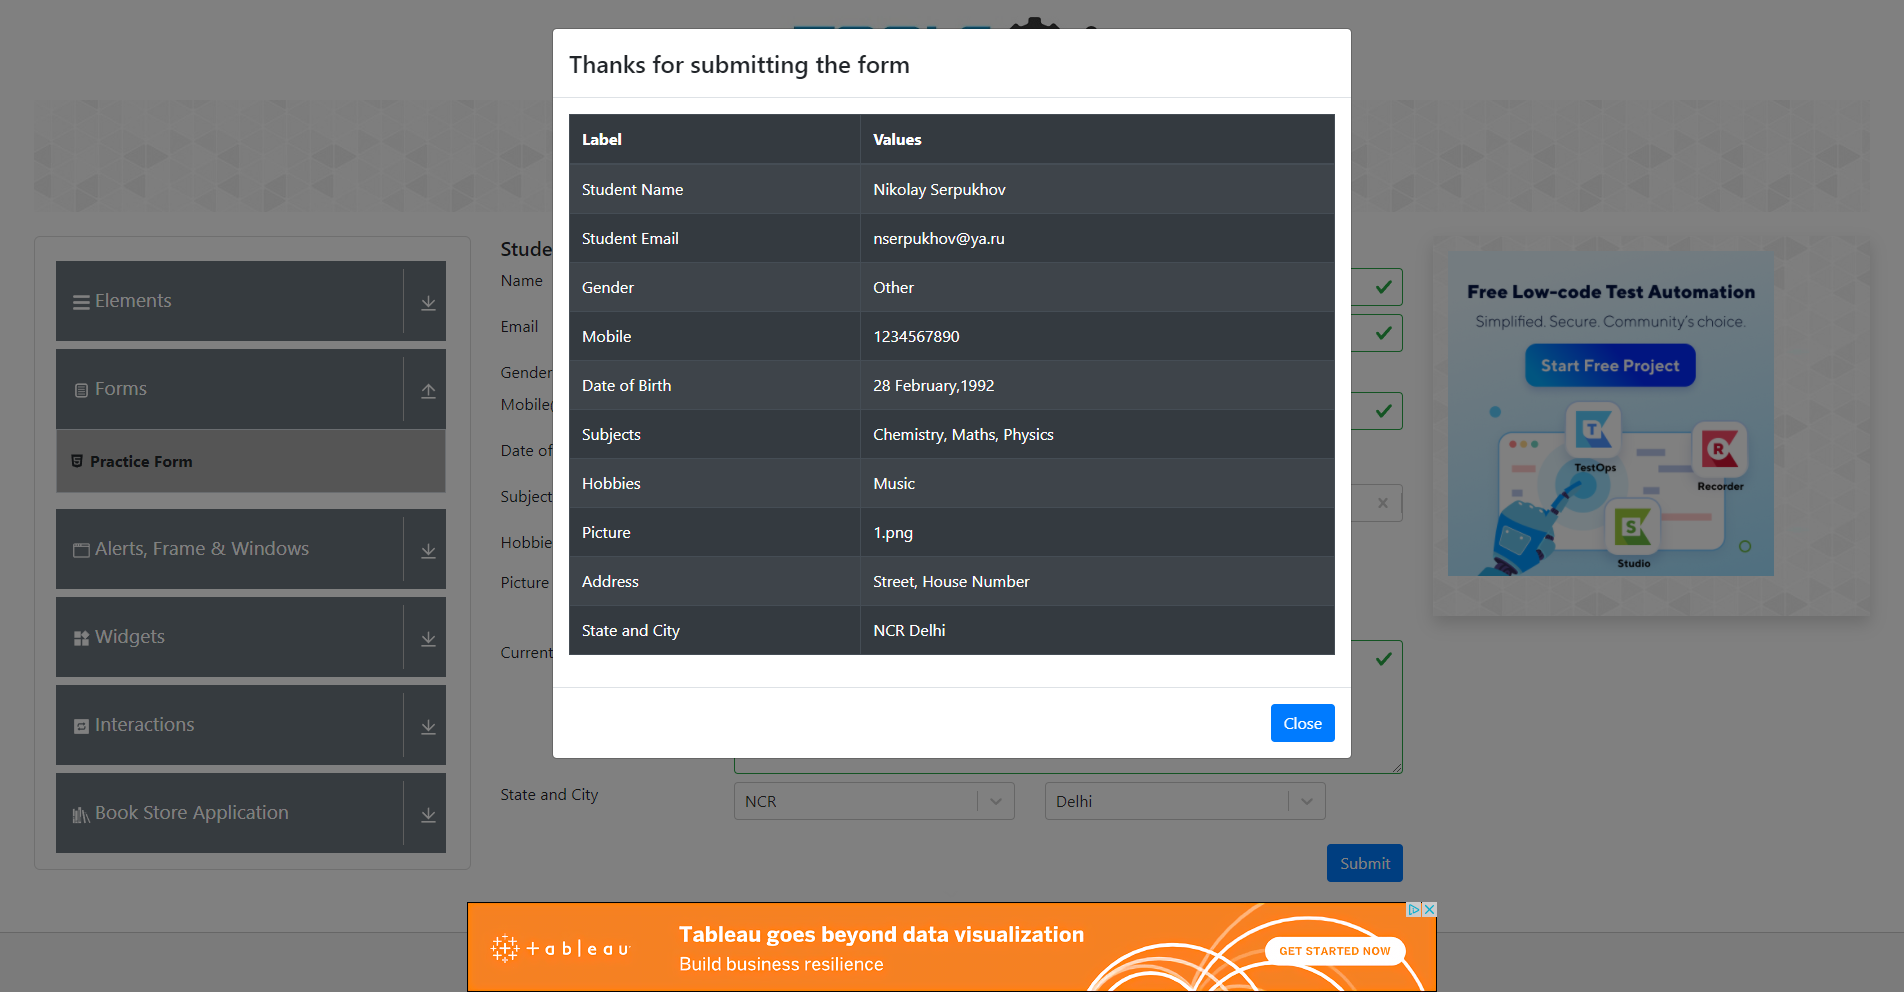 Thanks for submitting the form
Label Values
Student Name Nikolay Serpukhov
Student Email nserpukhov@ya.ru
Gender Other
Mobile 1234567890
Date of Birth 28 February,1992
Subjects Chemistry, Maths, Physics
Hobbies Music
Picture 1.png
Address Street, House Number
State and City NCR Delhi
Close
Elements
Forms
Practice Form
Alerts, Frame & Windows
Widgets
Interactions
Book Store Application
Name
Email
Gender
Date of
Picture
Current
State and City NCR Delhi
Submit
Free Low-code Test Automation
Simplified. Secure. Community's choice.
Start Free Project
T
TestOps
R
Recorder
S
Studio
+ableau
Tableau goes beyond data visualization
Build business resilience
GET STARTED NOW